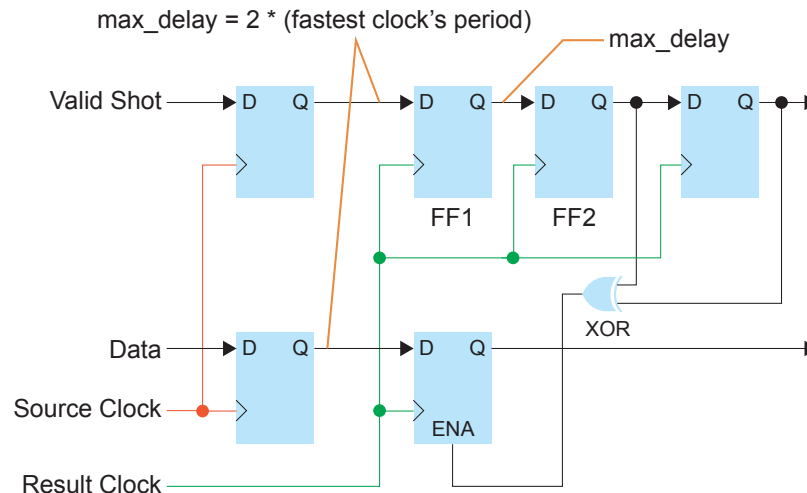 max_delay = 2 * (fastest clock’s period)
max_delay
Valid Shot
D Q
D Q
D Q
D Q
FF1
FF2
XOR
Data
D Q
D Q
Source Clock
ENA
Result Clock